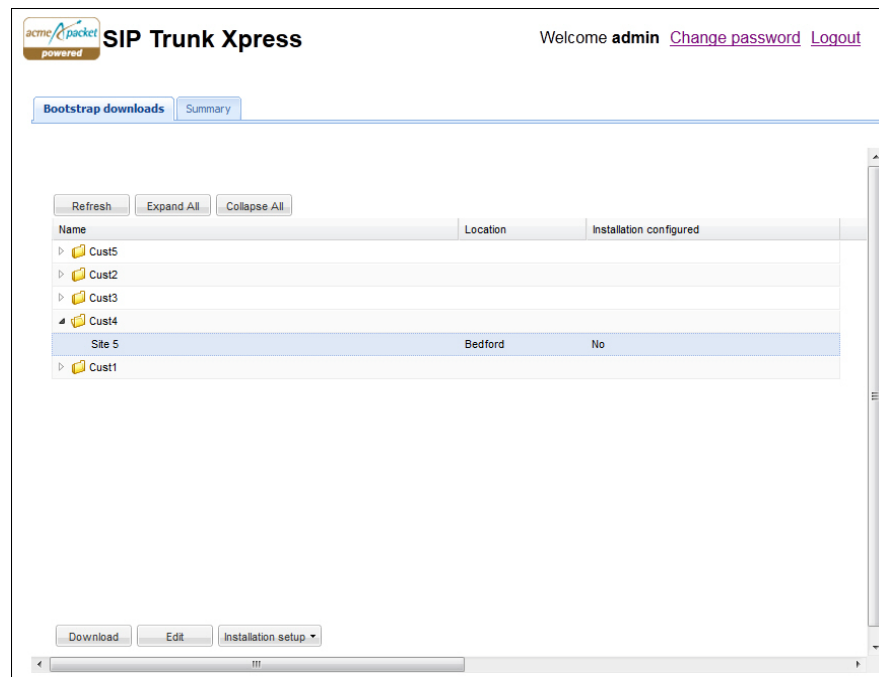 acme packet
powered
SIP Trunk Xpress
Welcome admin Change password Logout
Bootstrap downloads Summary
Refresh Expand All Collapse All
Name Location Installation configured
Cust5
Cust2
Cust3
Cust4
Site 5 Bedford No
Cust1
Download Edit Installation setup